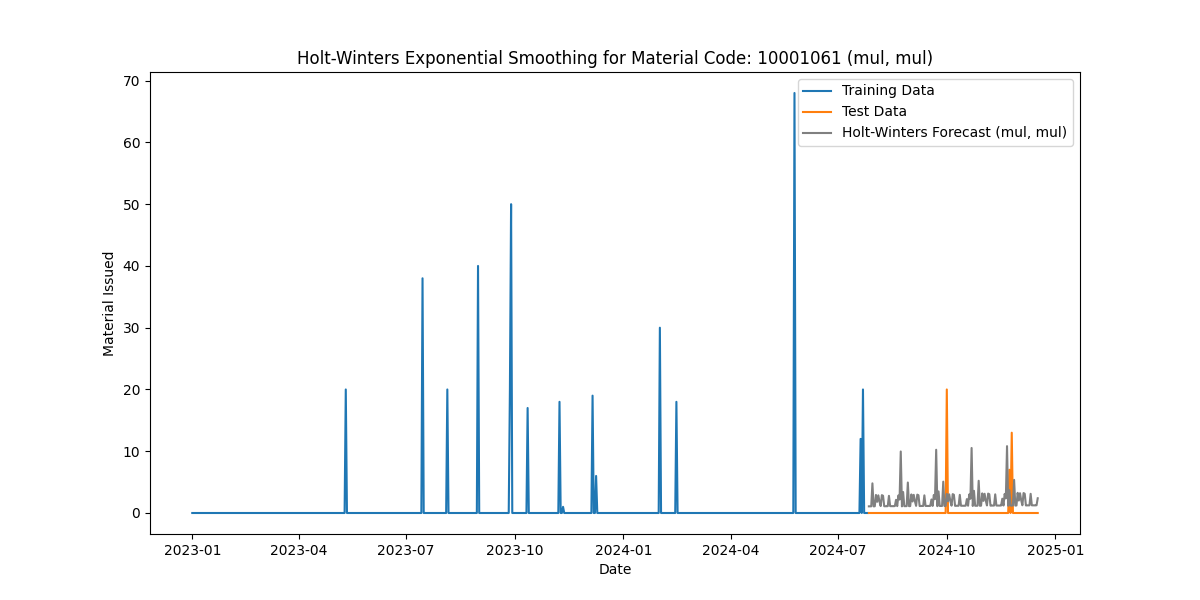 Holt-Winters Exponential Smoothing for Material Code: 10001061 (mul, mul)
Training Data
Test Data
Holt-Winters Forecast (mul, mul)
Material Issued
70
60
50
40
30
20
10
0
2023-01
2023-04
2023-07
2023-10
2024-01
2024-04
2024-07
2024-10
2025-01
Date